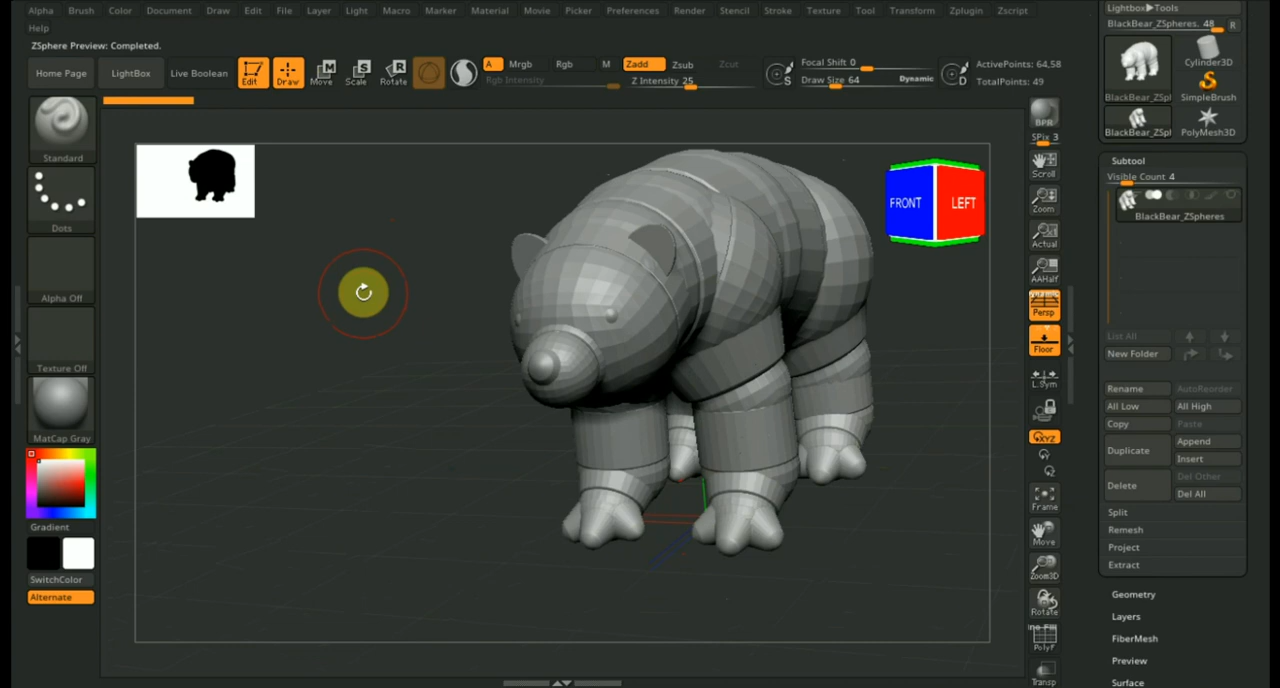 Alpha Brush Color Document Draw Edit File Layer Light Macro Marker Material Movie Picker Preferences Render Stencil Stroke Texture Tool Transform Zplugin Zscript
Help
ZSphere Preview: Completed.
Home Page
LightBox
Live Boolean
Edit
Draw
Move
Scale
Rotate
A
Mrgb
Rgb
M
Rgb Intensity
Zadd
Zsub
Zcut
Z Intensity 25
S
Focal Shift 0
Draw Size 64
Dynamic
D
ActivePoints: 64,58
TotalPoints: 49
Standard
Dots
Alpha Off
Texture Off
MatCap Gray
Gradient
SwitchColor
Alternate
FRONT
LEFT
BPR
SPix 3
Scroll
Zoom
Actual
AAHalf
Persp
Floor
L.Sym
XYZ
Frame
Move
Zoom3D
Rotate
PolyF
Transp
Lightbox▶Tools
BlackBear_ZSpheres. 48
R
BlackBear_ZSpl
Cylinder3D
SimpleBrush
BlackBear_ZSpl
PolyMesh3D
Subtool
Visible Count 4
BlackBear_ZSpheres
List All
New Folder
Rename
AutoReorder
All Low
All High
Copy
Paste
Duplicate
Append
Insert
Delete
Del Other
Del All
Split
Remesh
Project
Extract
Geometry
Layers
FiberMesh
Preview
Surface